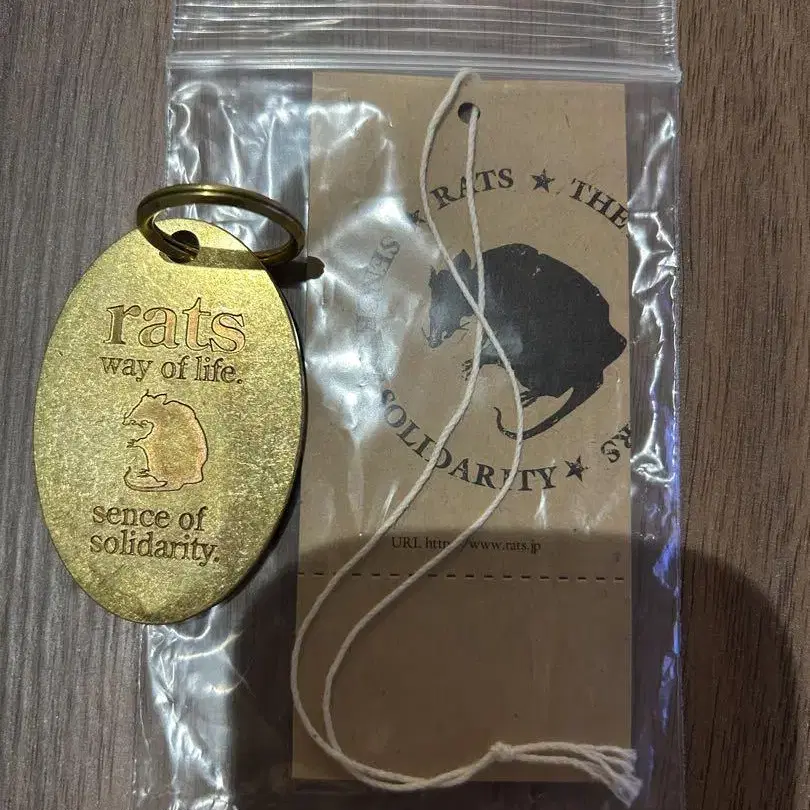 rats
way of life.
sence of
solidarity.
★ RATS ★ THE
SOLIDARITY ★
URL http://www.rats.jp